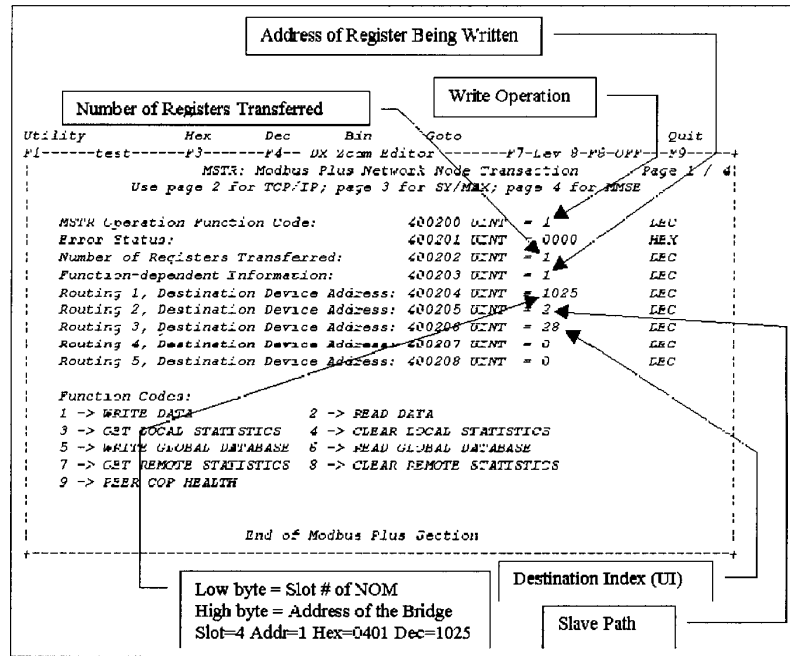 Address of Register Being Written
Number of Registers Transferred
Write Operation
Utility Hex Dec Bin Goto Quit
F1------test------F3-------F4-- DX Zoom Editor -------F7-Lev 8-F8-OFF---F9----+
MSTR: Modbus Plus Network Node Transaction Page 1 / 4
Use page 2 for TCP/IP; page 3 for SY/MAX; page 4 for MMSE
MSTR Operation Function Code: 400200 UINT = 1 DEC
Error Status: 400201 UINT = 0000 HEX
Number of Registers Transferred: 400202 UINT = 1 DEC
Function-dependent Information: 400203 UINT = 1 DEC
Routing 1, Destination Device Address: 400204 UINT = 1025 DEC
Routing 2, Destination Device Address: 400205 UINT = 2 DEC
Routing 3, Destination Device Address: 400206 UINT = 28 DEC
Routing 4, Destination Device Address: 400207 UINT = 0 DEC
Routing 5, Destination Device Address: 400208 UINT = 0 DEC
Function Codes:
1 -> WRITE DATA 2 -> READ DATA
3 -> GET LOCAL STATISTICS 4 -> CLEAR LOCAL STATISTICS
5 -> WRITE GLOBAL DATABASE 6 -> READ GLOBAL DATABASE
7 -> GET REMOTE STATISTICS 8 -> CLEAR REMOTE STATISTICS
9 -> PEER COP HEALTH
End of Modbus Plus Section
Low byte = Slot # of NOM
High byte = Address of the Bridge
Slot=4 Addr=1 Hex=0401 Dec=1025
Destination Index (UI)
Slave Path